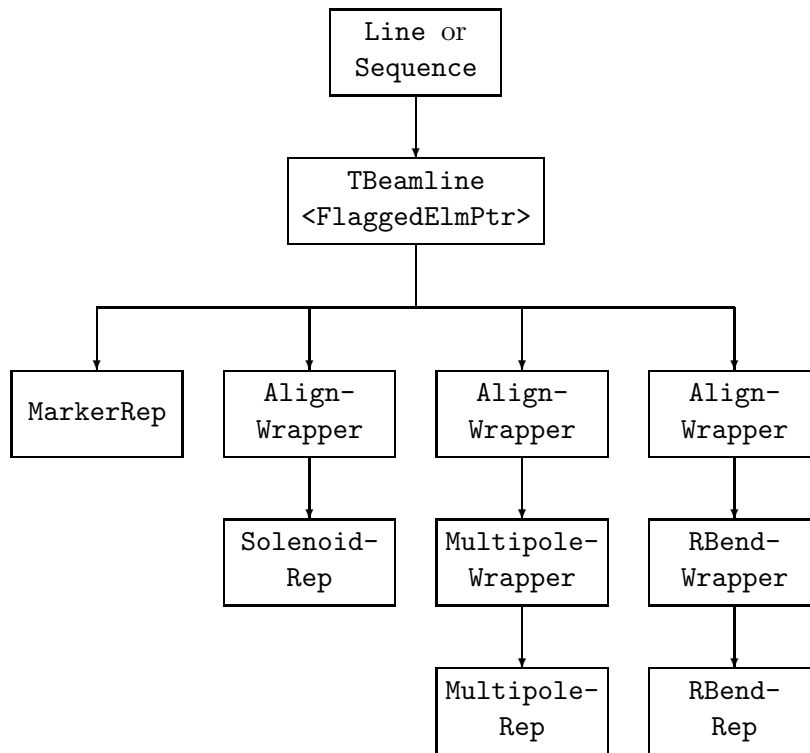 Line or
Sequence
TBeamline
<FlaggedElmPtr>
MarkerRep
Align-
Wrapper
Align-
Wrapper
Align-
Wrapper
Solenoid-
Rep
Multipole-
Wrapper
RBend-
Wrapper
Multipole-
Rep
RBend-
Rep